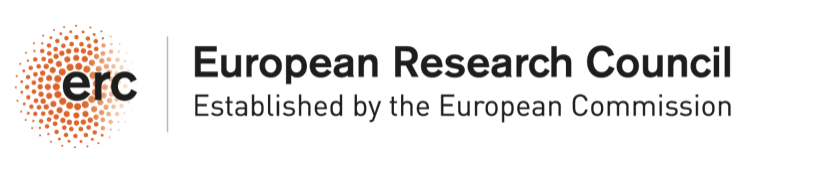 erc
European Research Council
Established by the European Commission